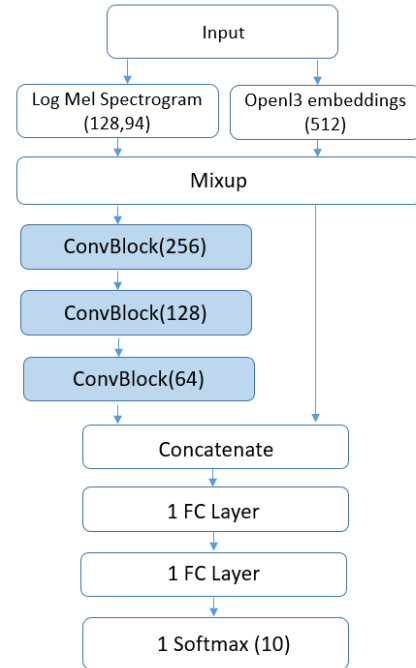 Input
Log Mel Spectrogram
(128,94)
Openl3 embeddings
(512)
Mixup
ConvBlock(256)
ConvBlock(128)
ConvBlock(64)
Concatenate
1 FC Layer
1 FC Layer
1 Softmax (10)